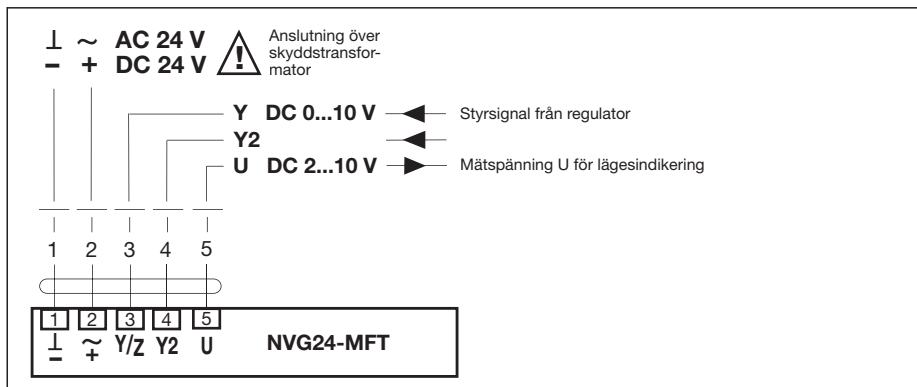 ⊥ ~ AC 24 V
– + DC 24 V
Anslutning över
skyddstransfor-
mator
Y DC 0...10 V
Styrsignal från regulator
Y2
U DC 2...10 V
Mätspänning U för lägesindikering
1 2 3 4 5
1 2 3 4 5
⊥ ~ Y/Z Y2 U
– +
NVG24-MFT